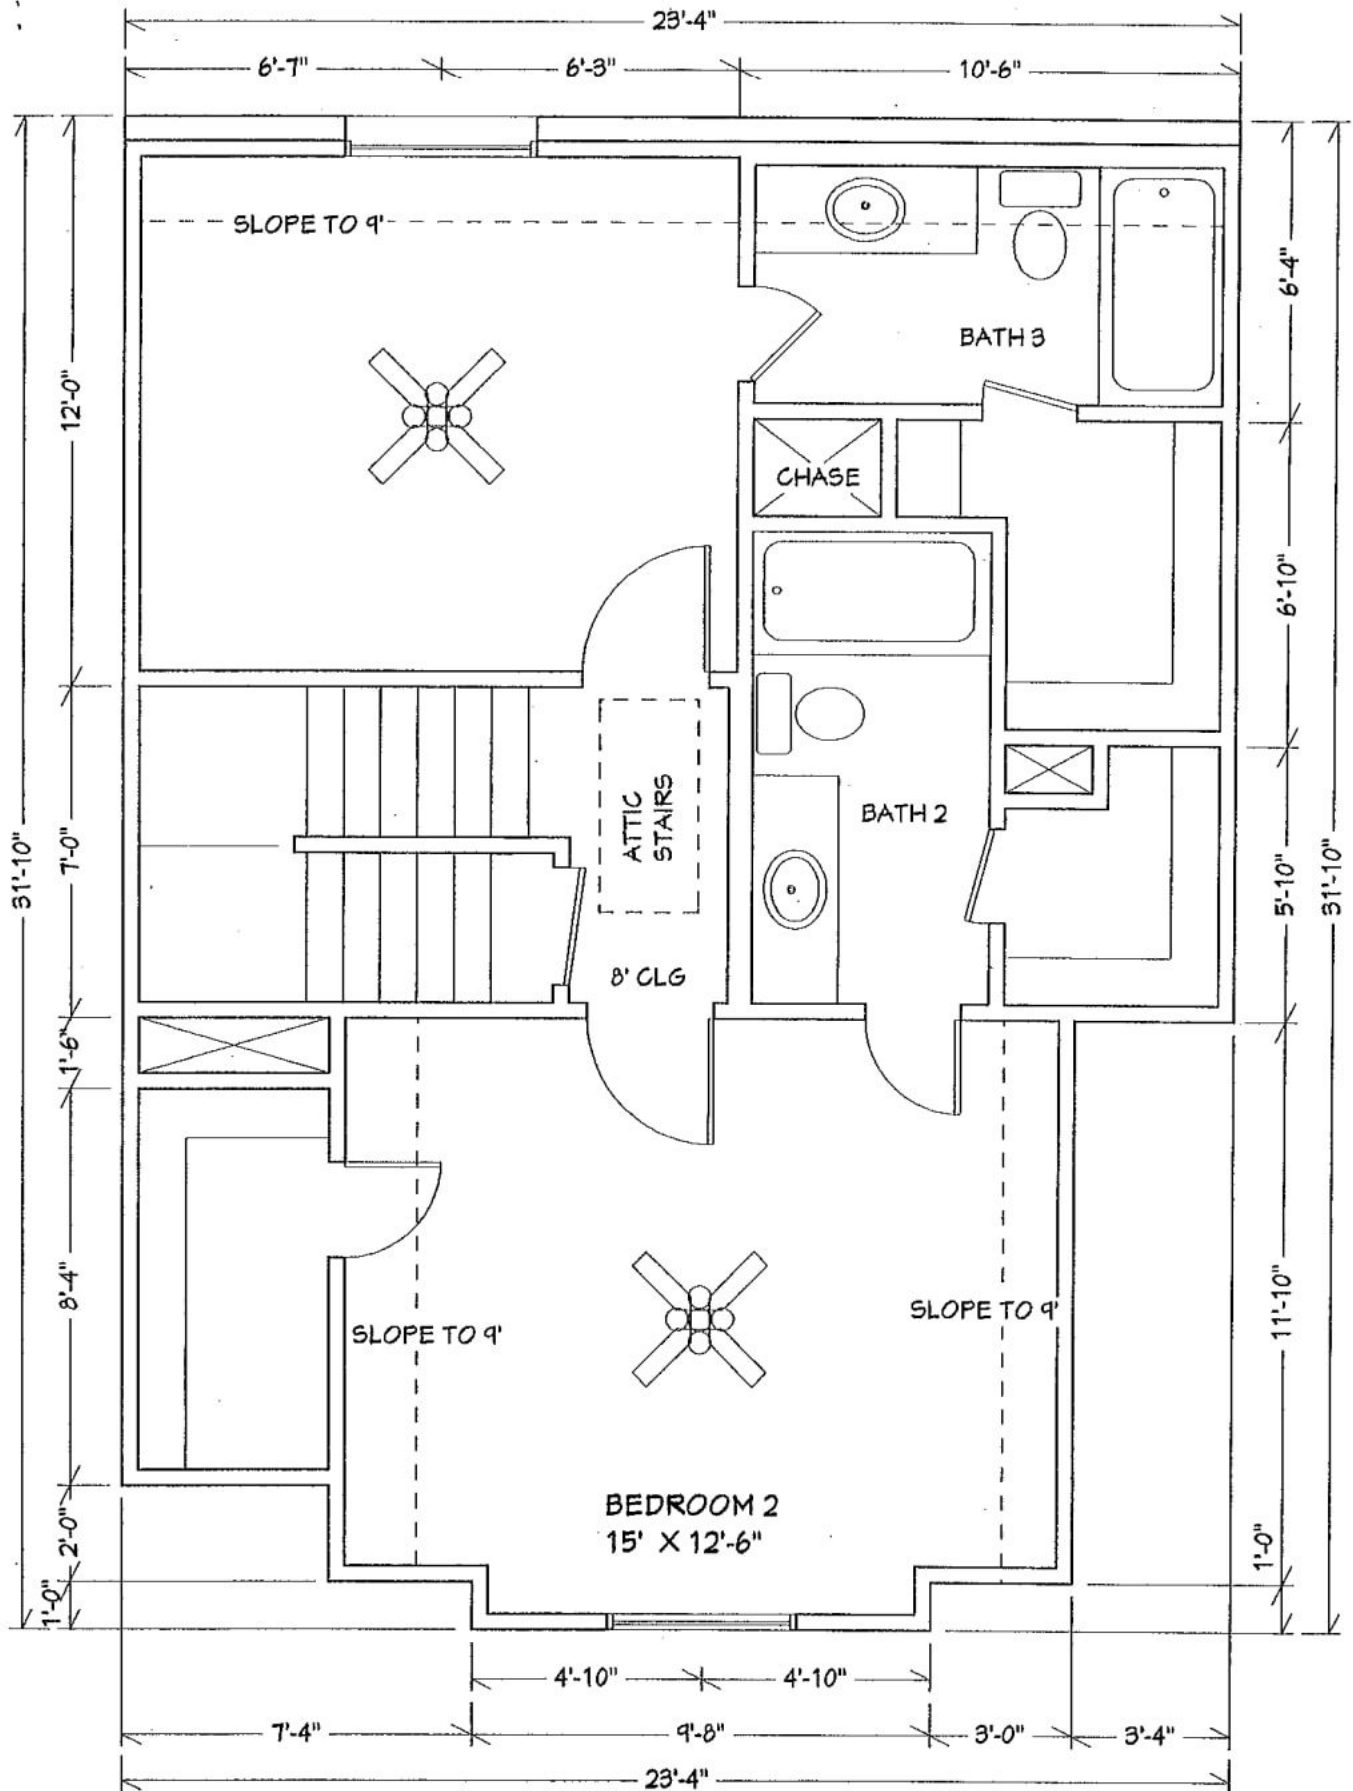 23'-4"
6'-7"
6'-3"
10'-6"
SLOPE TO 9'
6'-4"
BATH 3
12'-0"
CHASE
6'-10"
ATTIC
STAIRS
BATH 2
31'-10"
7'-0"
5'-10"
31'-10"
8' CLG
1'-6"
8'-4"
11'-10"
SLOPE TO 9'
SLOPE TO 9'
BEDROOM 2
15' X 12'-6"
2'-0"
1'-0"
1'-0"
4'-10"
4'-10"
7'-4"
9'-8"
3'-0"
3'-4"
23'-4"